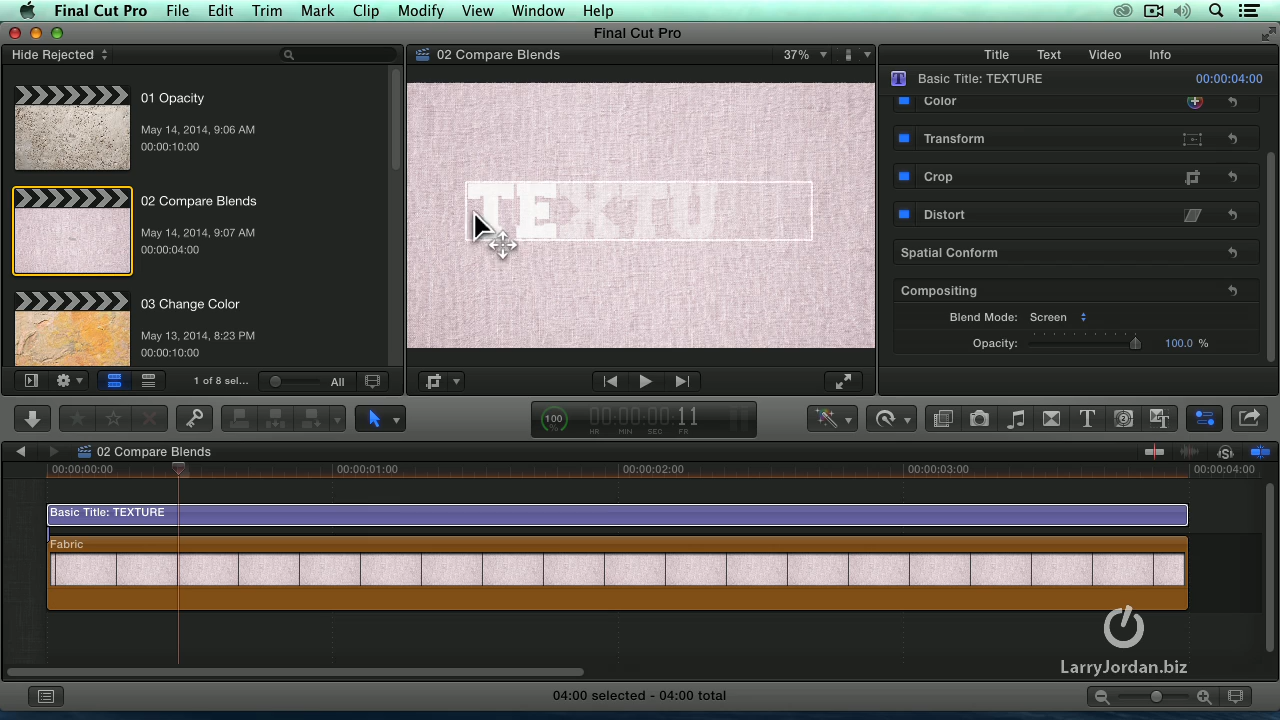 Final Cut Pro File Edit Trim Mark Clip Modify View Window Help
Final Cut Pro
Hide Rejected
02 Compare Blends
37%
Title Text Video Info
Basic Title: TEXTURE
00:00:04:00
Color
Transform
Crop
Distort
Spatial Conform
Compositing
Blend Mode: Screen
Opacity: 100.0 %
01 Opacity
May 14, 2014, 9:06 AM
00:00:10:00
02 Compare Blends
May 14, 2014, 9:07 AM
00:00:04:00
03 Change Color
May 13, 2014, 8:23 PM
00:00:10:00
TEXTU
1 of 8 sel...
All
100
%
00:00:00:11
HR MIN SEC FR
02 Compare Blends
00:00:00:00
00:00:01:00
00:00:02:00
00:00:03:00
00:00:04:00
Basic Title: TEXTURE
Fabric
LarryJordan.biz
04:00 selected - 04:00 total